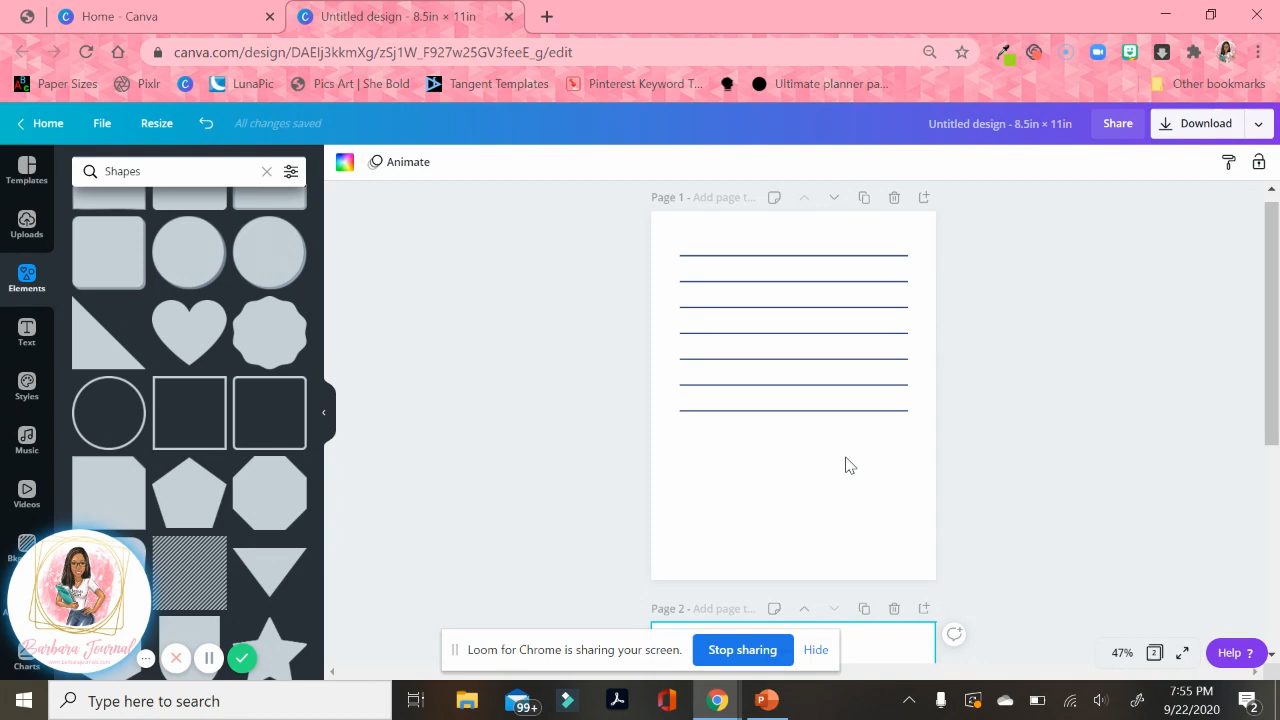 Home - Canva
Untitled design - 8.5in × 11in
canva.com/design/DAEIj3kkmXg/zSj1W_F927w25GV3feeE_g/edit
Paper Sizes
Pixlr
LunaPic
Pics Art | She Bold
Tangent Templates
Pinterest Keyword T...
Ultimate planner pa...
Other bookmarks
Home
File
Resize
All changes saved
Untitled design - 8.5in × 11in
Share
Download
Templates
Uploads
Elements
Text
Styles
Music
Videos
Charts
Shapes
Animate
Page 1 - Add page t...
Page 2 - Add page t...
Barbara Journal
Loom for Chrome is sharing your screen.
Stop sharing
Hide
47%
2
Help ?
Type here to search
99+
7:55 PM
9/22/2020
2